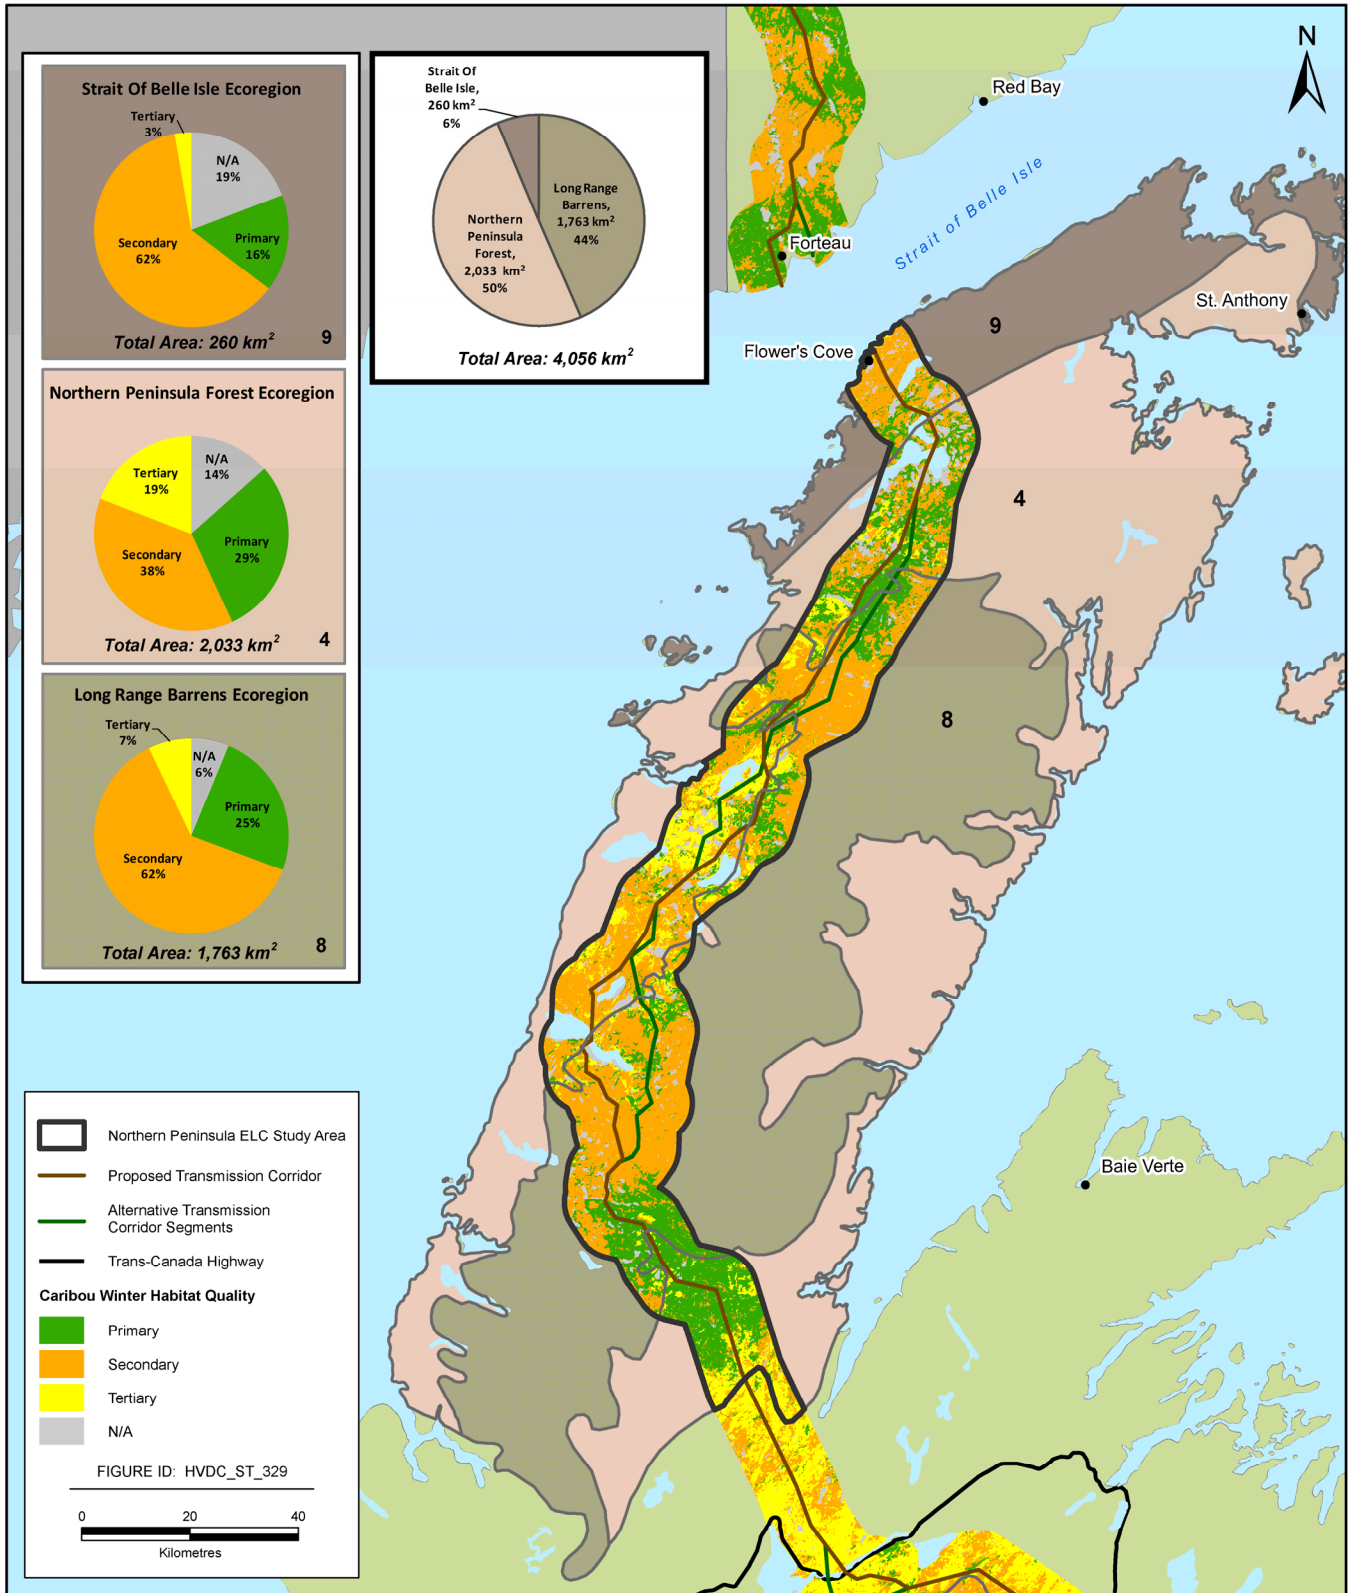 Strait Of Belle Isle Ecoregion
Tertiary
3%
N/A
19%
Primary
16%
Secondary
62%
Total Area: 260 km²
9
Northern Peninsula Forest Ecoregion
Tertiary
19%
N/A
14%
Primary
29%
Secondary
38%
Total Area: 2,033 km²
4
Long Range Barrens Ecoregion
Tertiary
7%
N/A
6%
Primary
25%
Secondary
62%
Total Area: 1,763 km²
8
Strait Of
Belle Isle,
260 km²
6%
Long Range
Barrens,
1,763 km²
44%
Northern
Peninsula
Forest,
2,033 km²
50%
Total Area: 4,056 km²
N
Red Bay
Strait of Belle Isle
Forteau
St. Anthony
9
Flower's Cove
4
8
Baie Verte
Northern Peninsula ELC Study Area
Proposed Transmission Corridor
Alternative Transmission
Corridor Segments
Trans-Canada Highway
Caribou Winter Habitat Quality
Primary
Secondary
Tertiary
N/A
FIGURE ID: HVDC_ST_329
0 20 40
Kilometres